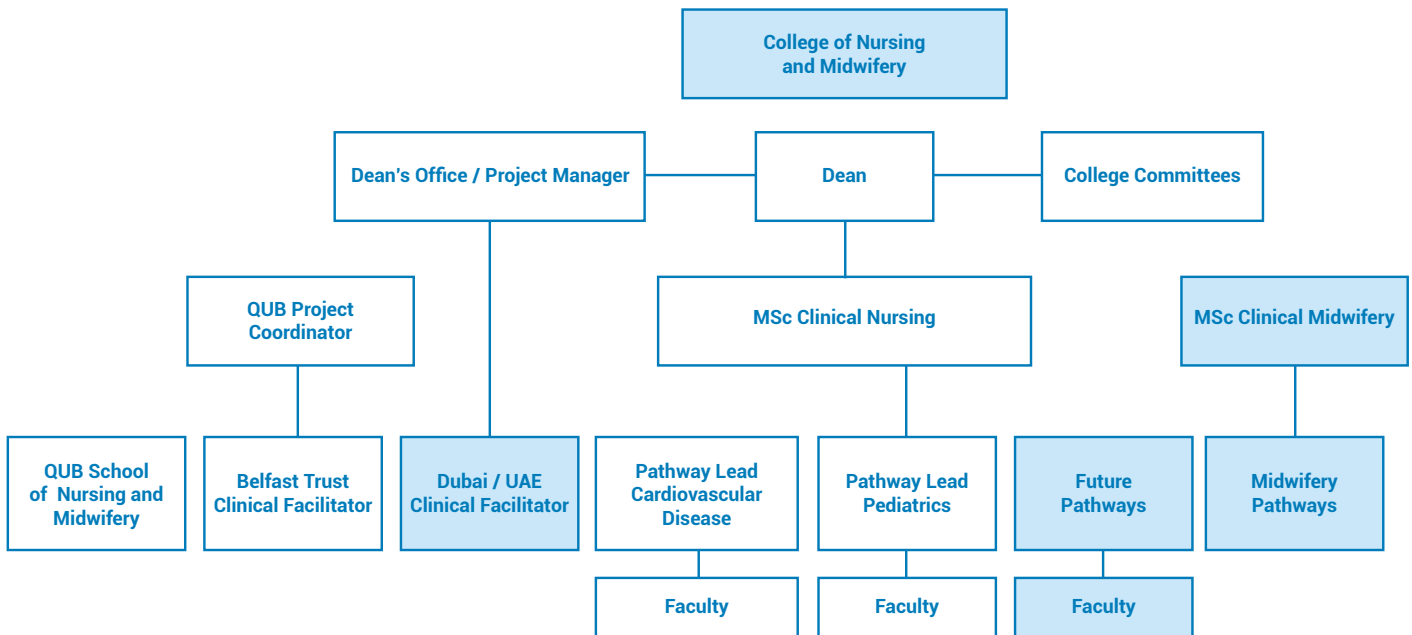 College of Nursing
and Midwifery
Dean's Office / Project Manager
Dean
College Committees
QUB Project
Coordinator
MSc Clinical Nursing
MSc Clinical Midwifery
QUB School
of Nursing and
Midwifery
Belfast Trust
Clinical Facilitator
Dubai / UAE
Clinical Facilitator
Pathway Lead
Cardiovascular
Disease
Pathway Lead
Pediatrics
Future
Pathways
Midwifery
Pathways
Faculty
Faculty
Faculty